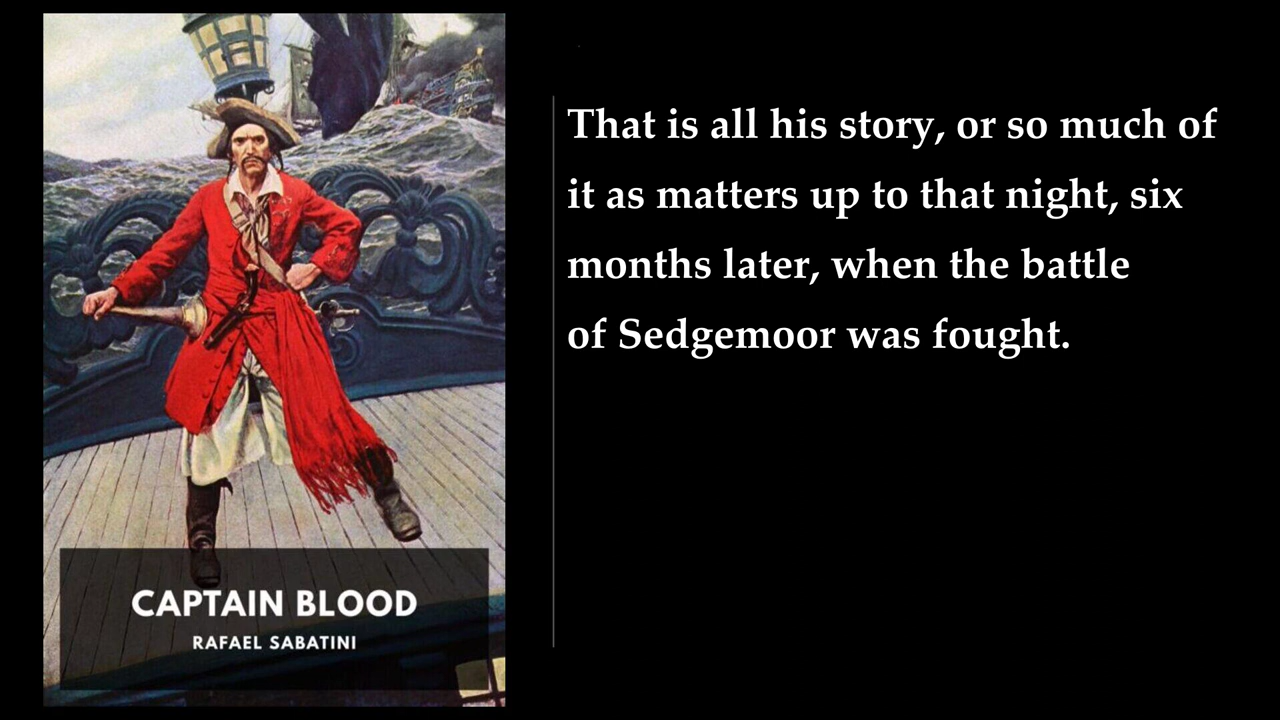 CAPTAIN BLOOD
RAFAEL SABATINI
That is all his story, or so much of
it as matters up to that night, six
months later, when the battle
of Sedgemoor was fought.